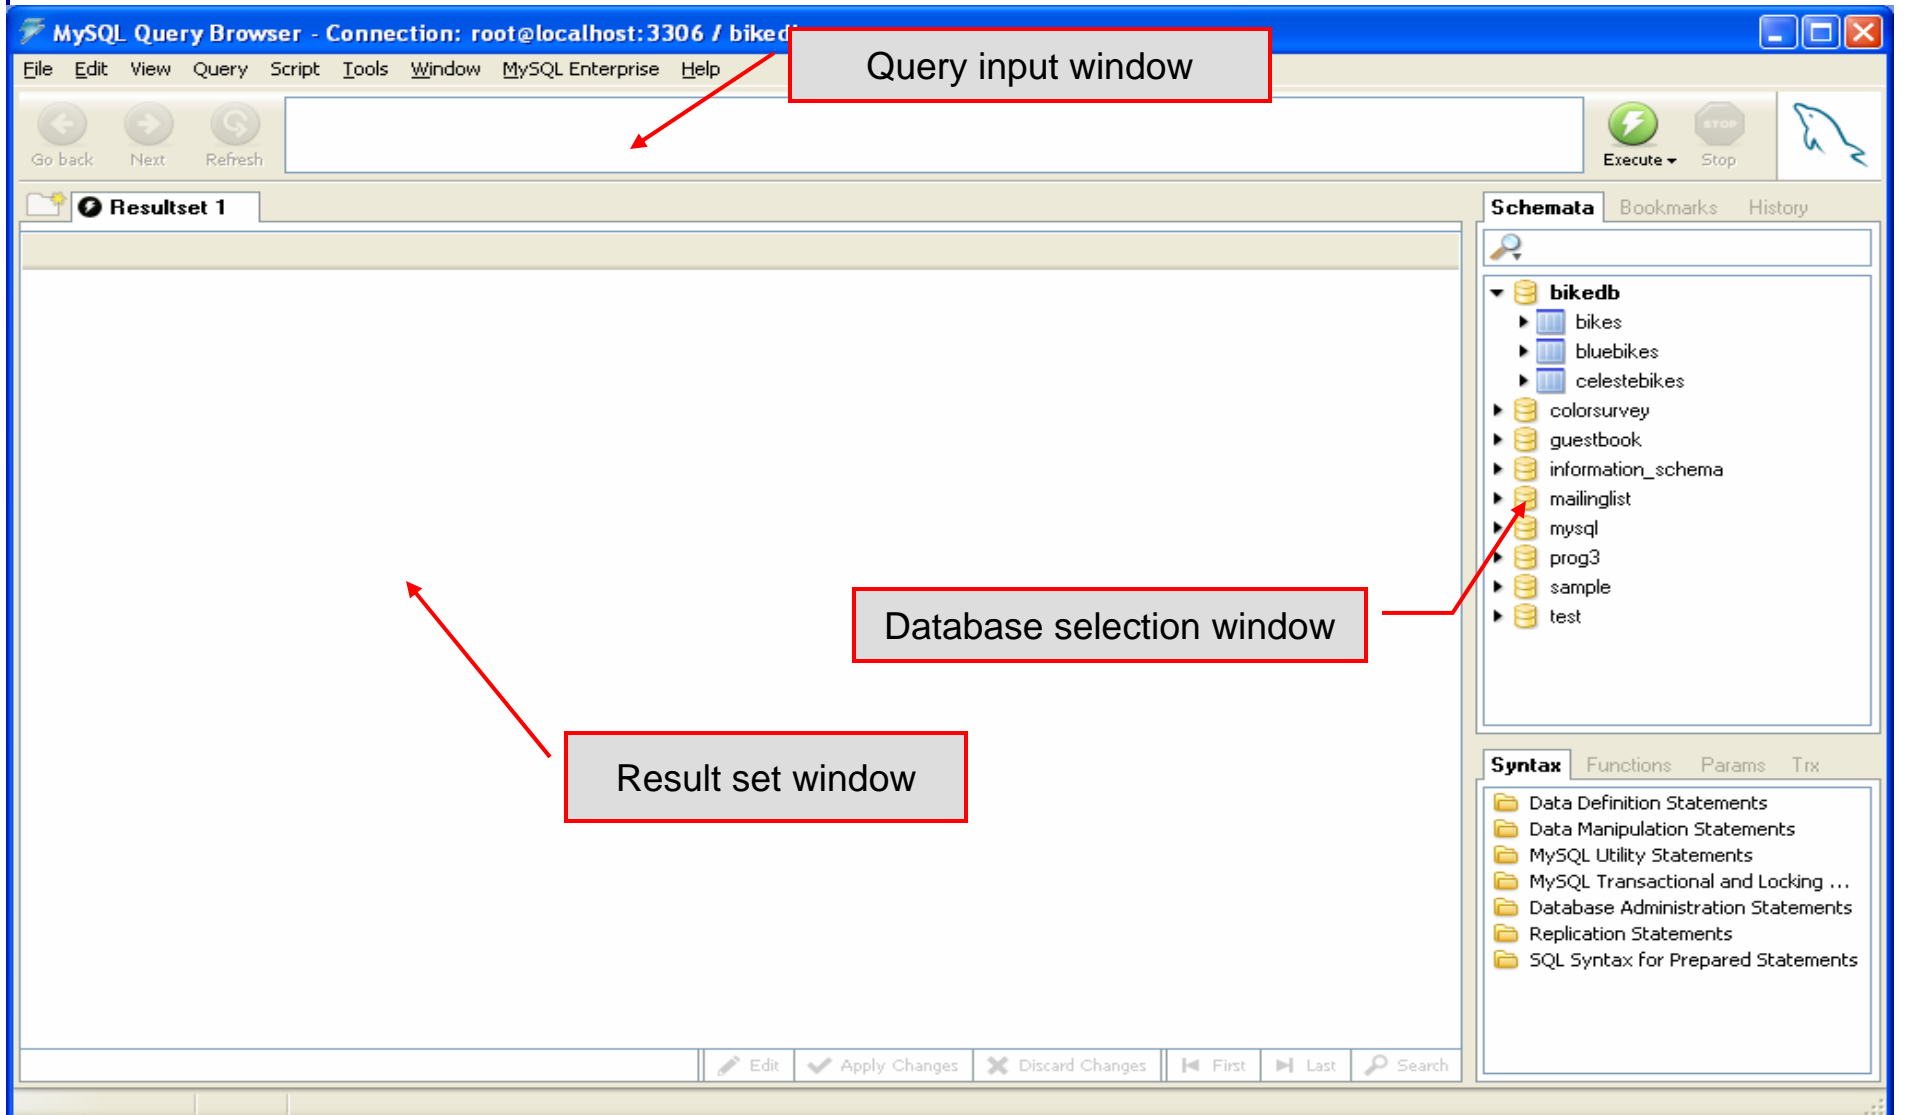 MySQL Query Browser - Connection: root@localhost:3306 / biked
Query input window
File Edit View Query Script Tools Window MySQL Enterprise Help
Go back Next Refresh
Execute STOP Stop
Resultset 1
Schemata Bookmarks History
bikedb
bikes
bluebikes
celestebikes
colorsurvey
guestbook
information_schema
mailinglist
mysql
prog3
sample
test
Database selection window
Result set window
Syntax Functions Params Trx
Data Definition Statements
Data Manipulation Statements
MySQL Utility Statements
MySQL Transactional and Locking ...
Database Administration Statements
Replication Statements
SQL Syntax for Prepared Statements
Edit Apply Changes Discard Changes First Last Search